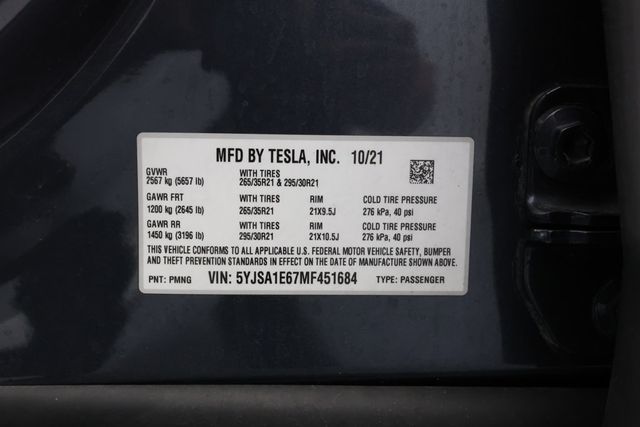 MFD BY TESLA, INC. 10/21
GVWR WITH TIRES
2567 kg (5657 lb) 265/35R21 & 295/30R21
GAWR FRT WITH TIRES RIM COLD TIRE PRESSURE
1200 kg (2645 lb) 265/35R21 21X9.5J 276 kPa, 40 psi
GAWR RR WITH TIRES RIM COLD TIRE PRESSURE
1450 kg (3196 lb) 295/30R21 21X10.5J 276 kPa, 40 psi
THIS VEHICLE CONFORMS TO ALL APPLICABLE U.S. FEDERAL MOTOR VEHICLE SAFETY, BUMPER
AND THEFT PREVENTION STANDARDS IN EFFECT ON THE DATE OF MANUFACTURE SHOWN ABOVE.
PNT: PMNG VIN: 5YJSA1E67MF451684 TYPE: PASSENGER